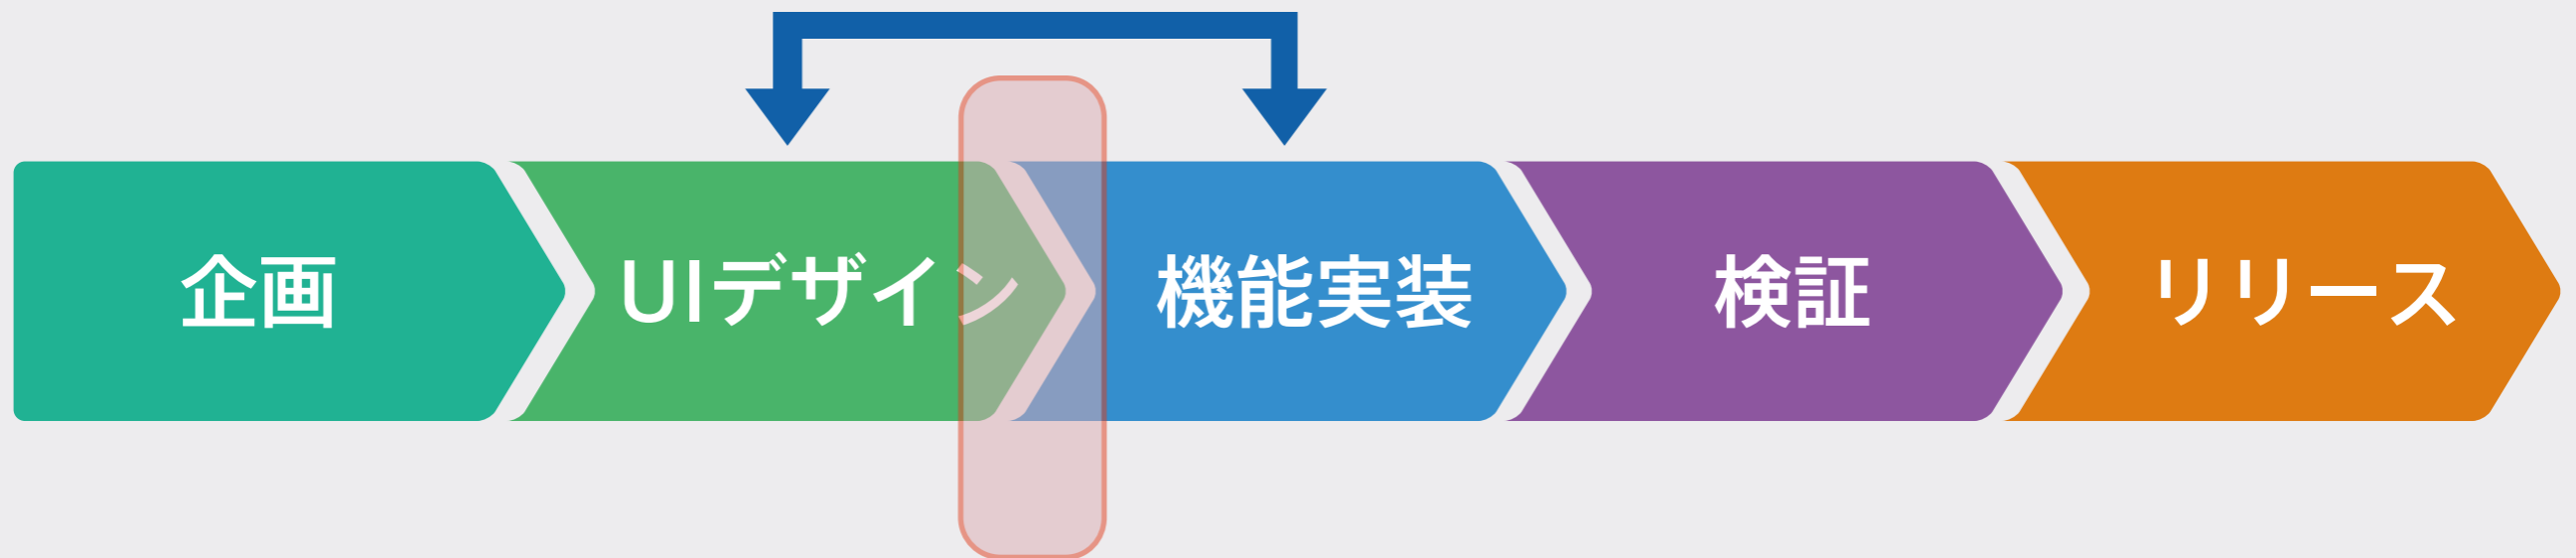 企画
UIデザイン
機能実装
検証
リリース